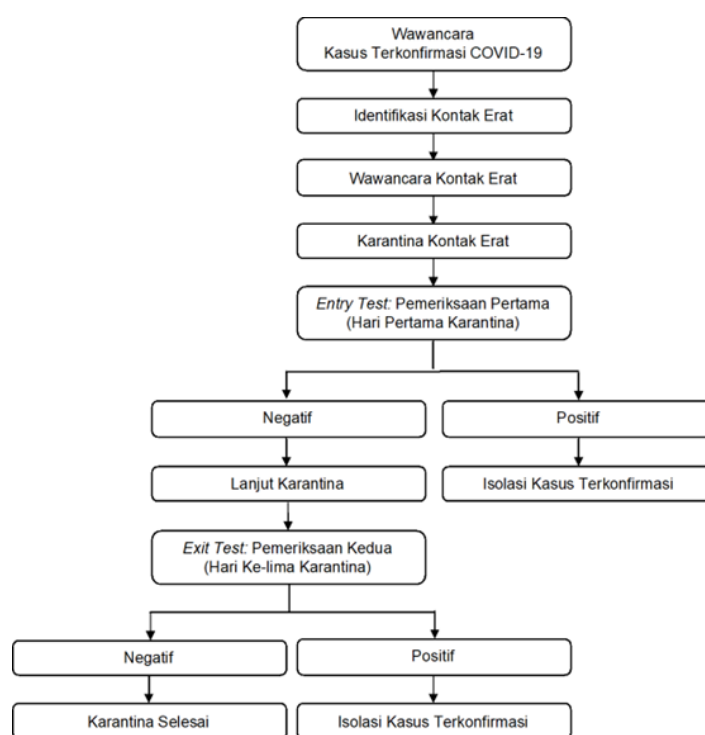 Wawancara
Kasus Terkonfirmasi COVID-19
Identifikasi Kontak Erat
Wawancara Kontak Erat
Karantina Kontak Erat
Entry Test: Pemeriksaan Pertama
(Hari Pertama Karantina)
Negatif
Positif
Lanjut Karantina
Isolasi Kasus Terkonfirmasi
Exit Test: Pemeriksaan Kedua
(Hari Ke-lima Karantina)
Negatif
Positif
Karantina Selesai
Isolasi Kasus Terkonfirmasi